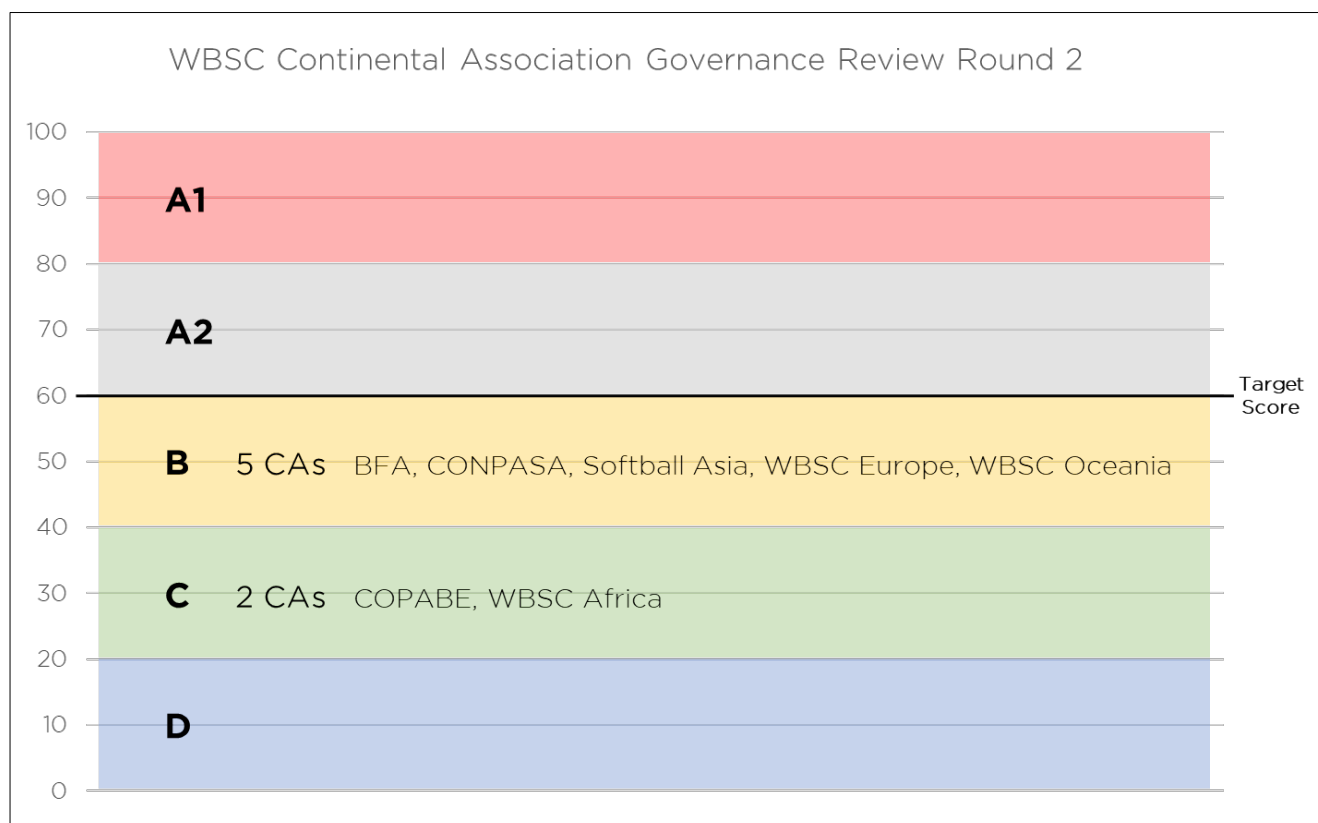 WBSC Continental Association Governance Review Round 2
100
90
A1
80
70
A2
60
Target
Score
50
B 5 CAs BFA, CONPASA, Softball Asia, WBSC Europe, WBSC Oceania
40
30
C 2 CAs COPABE, WBSC Africa
20
10
D
0